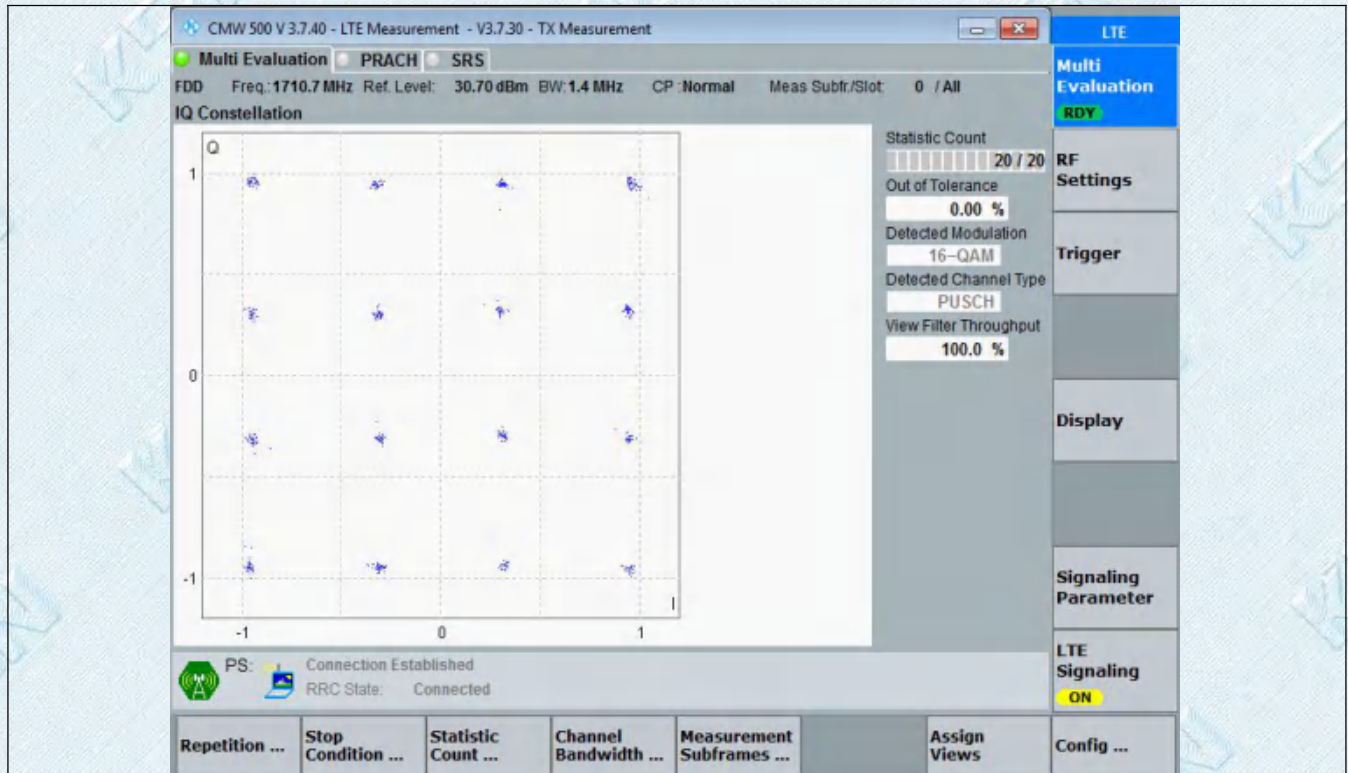 CMW 500 V 3.7.40 - LTE Measurement - V3.7.30 - TX Measurement
LTE
Multi Evaluation PRACH SRS
FDD Freq.: 1710.7 MHz Ref. Level: 30.70 dBm BW: 1.4 MHz CP :Normal Meas Subfr./Slot: 0 / All
IQ Constellation
Q
1
0
-1
-1 0 1
I
Statistic Count
20 / 20
Out of Tolerance
0.00 %
Detected Modulation
16-QAM
Detected Channel Type
PUSCH
View Filter Throughput
100.0 %
Multi
Evaluation
RDY
RF
Settings
Trigger
Display
Signaling
Parameter
LTE
Signaling
ON
PS: Connection Established
RRC State: Connected
Repetition ...
Stop
Condition ...
Statistic
Count ...
Channel
Bandwidth ...
Measurement
Subframes ...
Assign
Views
Config ...